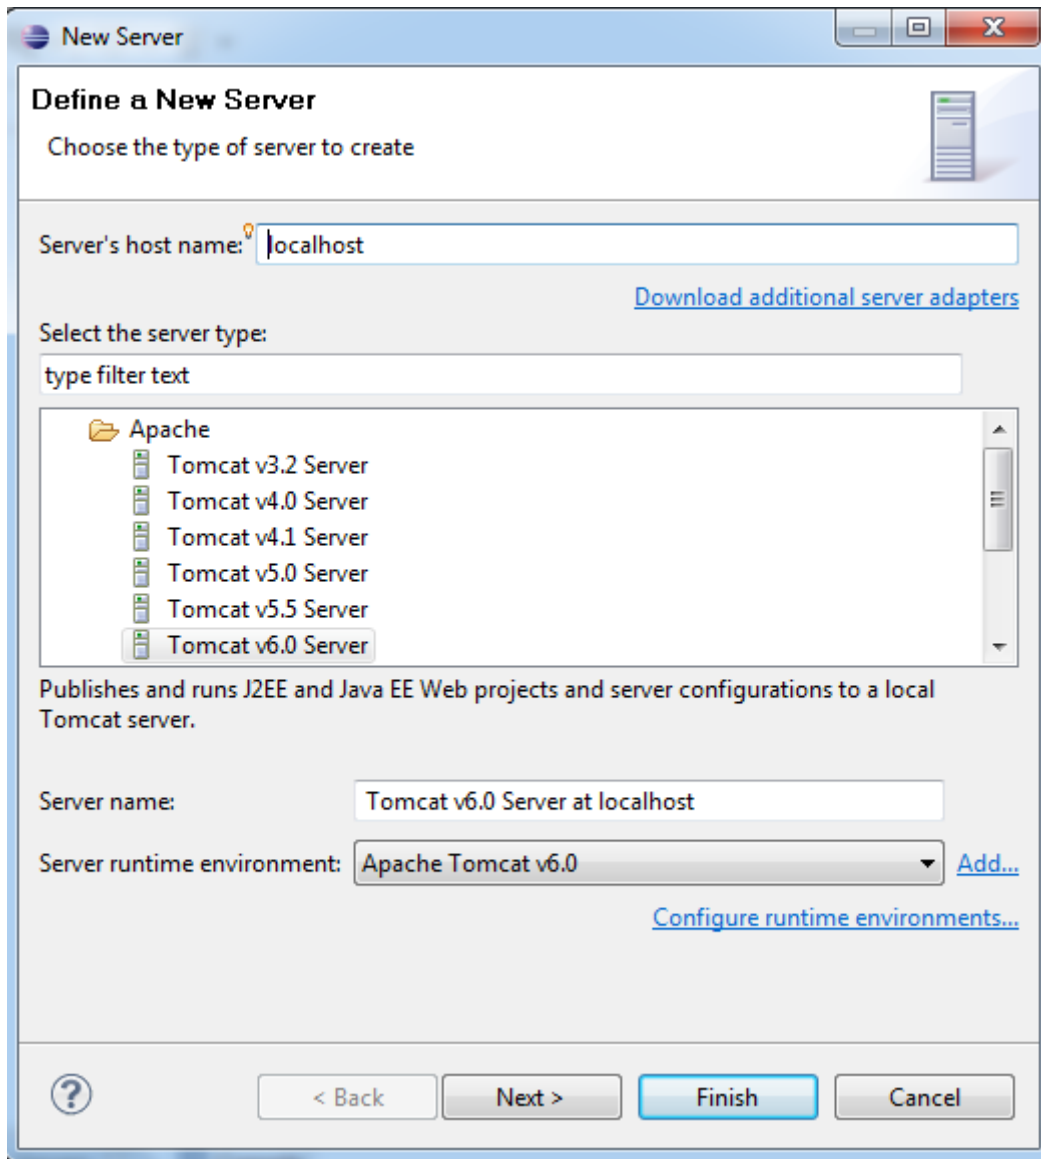 New Server
Define a New Server
Choose the type of server to create
Server's host name: localhost
Download additional server adapters
Select the server type:
type filter text
Apache
Tomcat v3.2 Server
Tomcat v4.0 Server
Tomcat v4.1 Server
Tomcat v5.0 Server
Tomcat v5.5 Server
Tomcat v6.0 Server
Publishes and runs J2EE and Java EE Web projects and server configurations to a local
Tomcat server.
Server name: Tomcat v6.0 Server at localhost
Server runtime environment: Apache Tomcat v6.0 Add...
Configure runtime environments...
? < Back Next > Finish Cancel